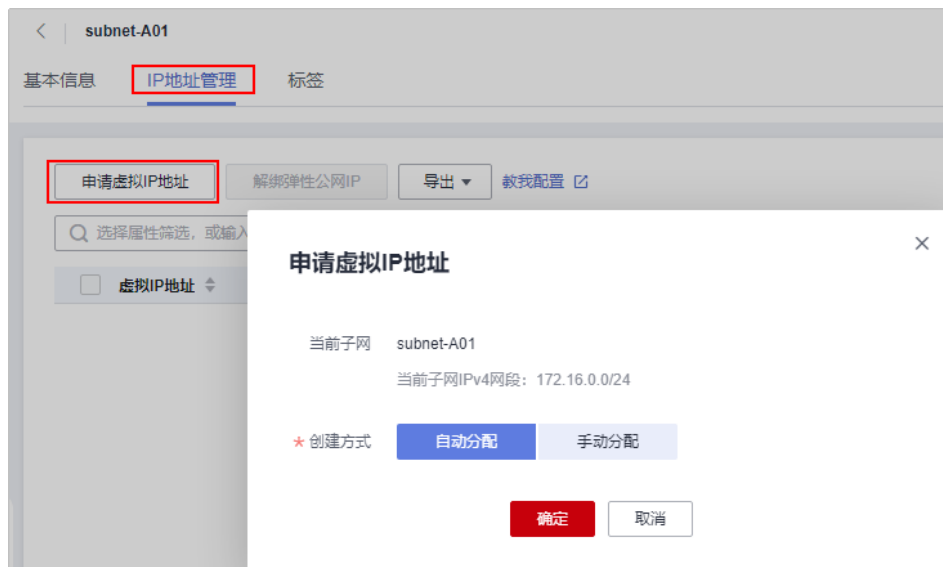 subnet-A01
基本信息 IP地址管理 标签
申请虚拟IP地址 解绑弹性公网IP 导出 教我配置
选择属性筛选，或输入
虚拟IP地址
申请虚拟IP地址
当前子网 subnet-A01
当前子网IPv4网段：172.16.0.0/24
* 创建方式 自动分配 手动分配
确定 取消